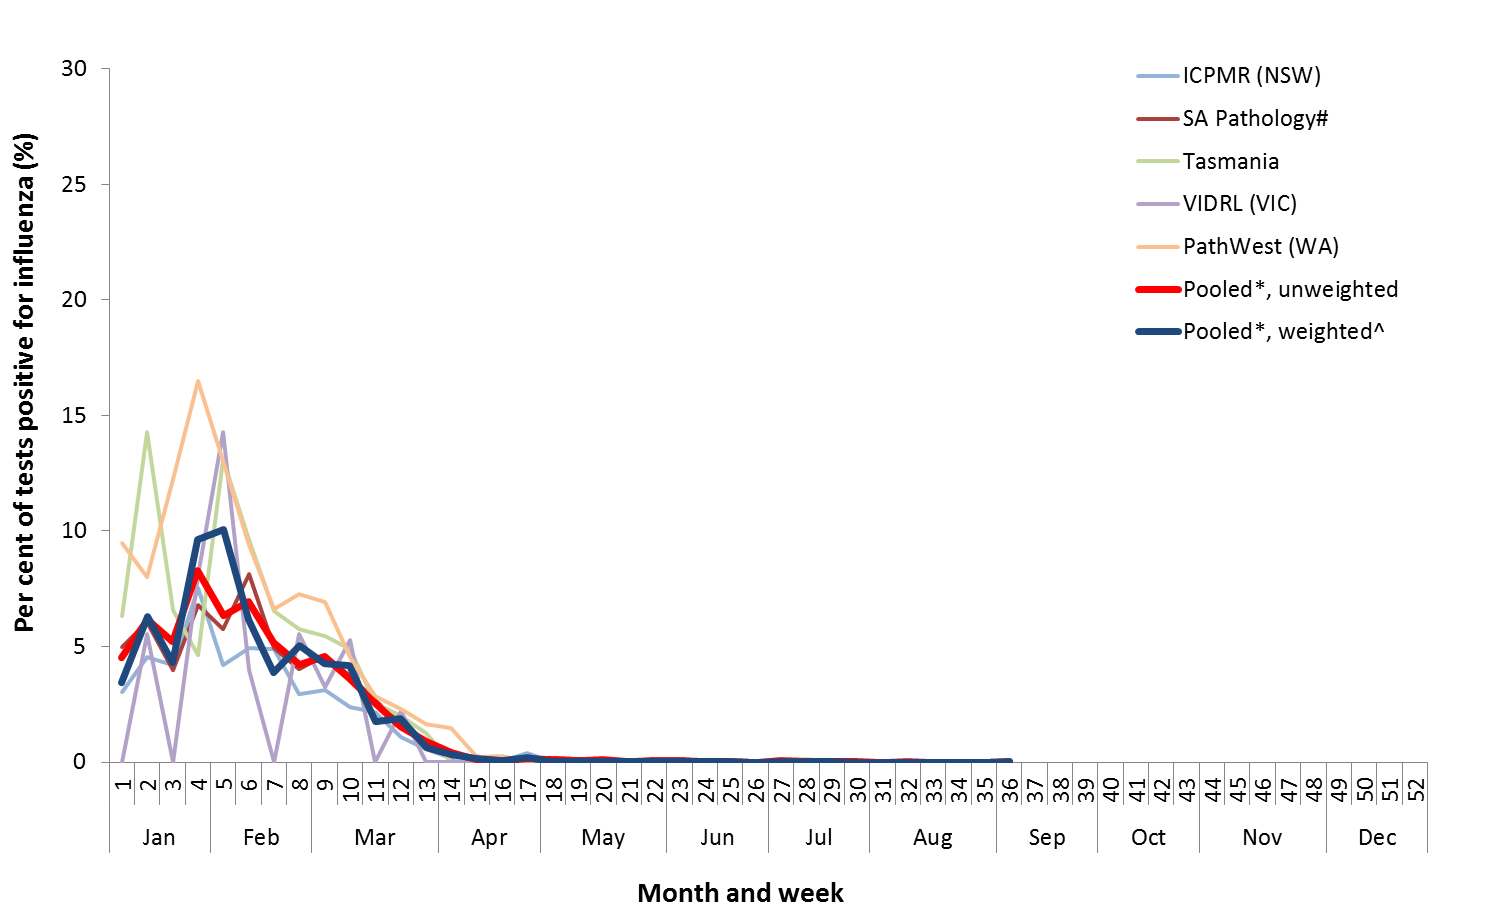 Per cent of tests positive for influenza (%)
30
25
20
15
10
5
0
ICPMR (NSW)
SA Pathology#
Tasmania
VIDRL (VIC)
PathWest (WA)
Pooled*, unweighted
Pooled*, weighted^
1 2 3 4 5 6 7 8 9 10 11 12 13 14 15 16 17 18 19 20 21 22 23 24 25 26 27 28 29 30 31 32 33 34 35 36 37 38 39 40 41 42 43 44 45 46 47 48 49 50 51 52
Jan Feb Mar Apr May Jun Jul Aug Sep Oct Nov Dec
Month and week